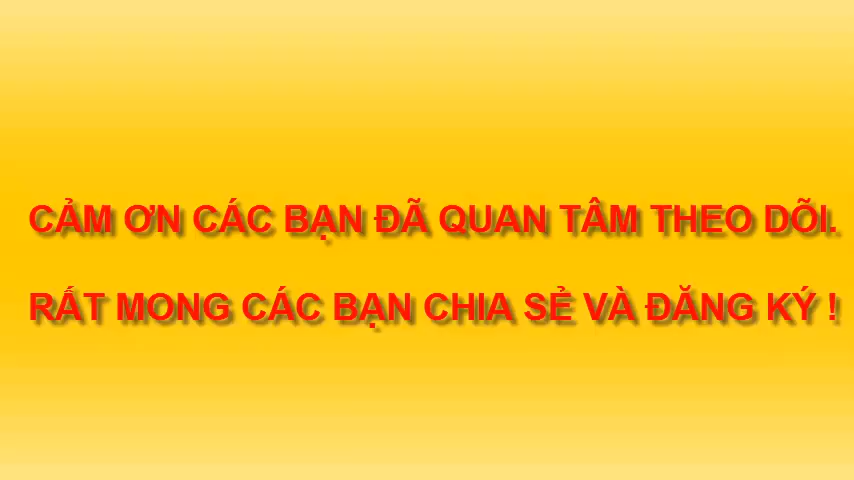 CẢM ƠN CÁC BẠN ĐÃ QUAN TÂM THEO DÕI.
RẤT MONG CÁC BẠN CHIA SẺ VÀ ĐĂNG KÝ !